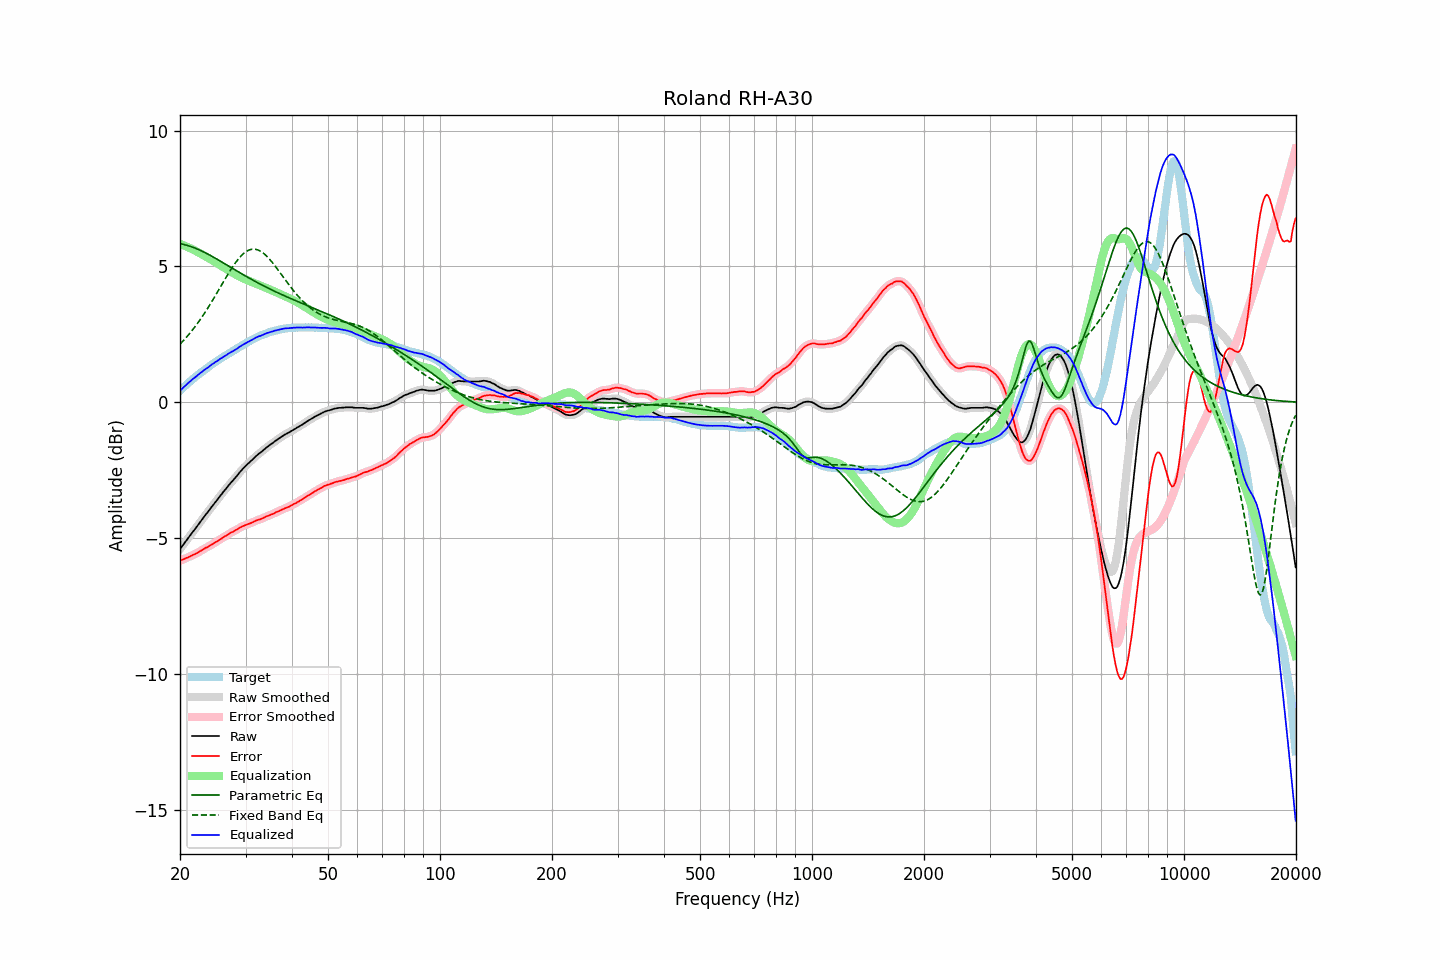 Roland RH-A30
Amplitude (dBr)
10
5
0
−5
−10
−15
Target
Raw Smoothed
Error Smoothed
Raw
Error
Equalization
Parametric Eq
Fixed Band Eq
Equalized
20 50 100 200 500 1000 2000 5000 10000 20000
Frequency (Hz)